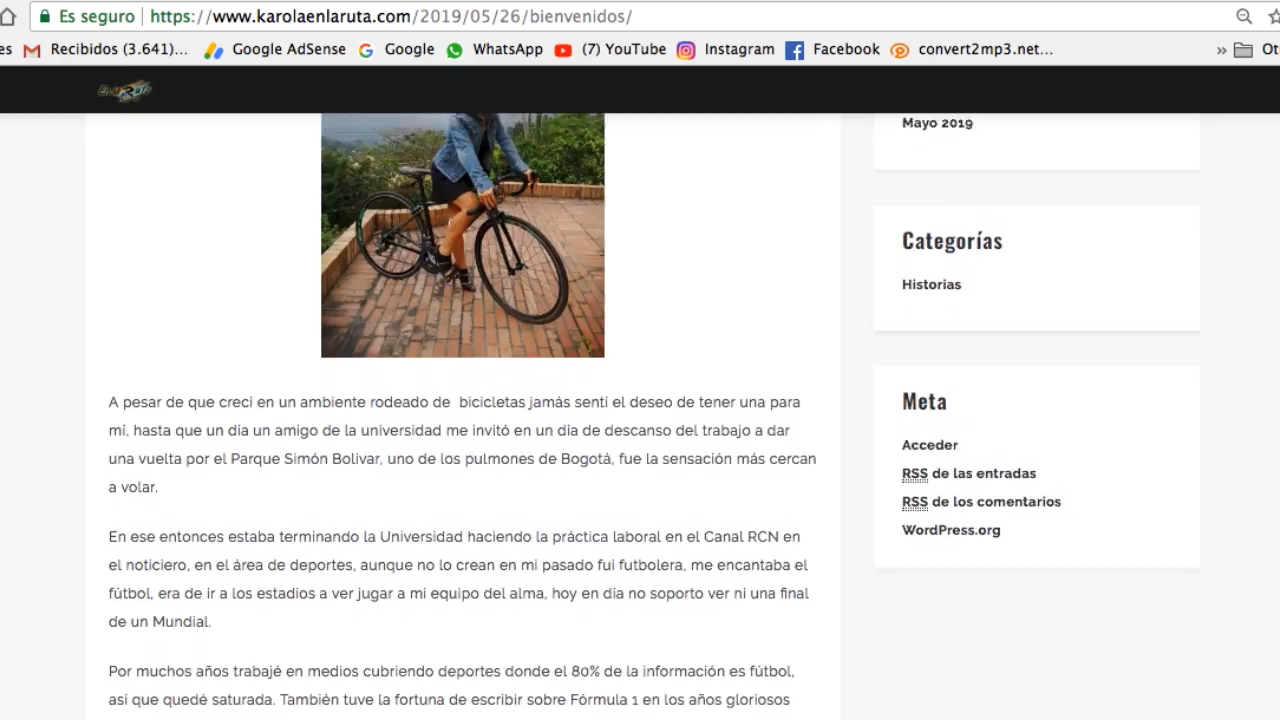 Es seguro https://www.karolaenlaruta.com/2019/05/26/bienvenidos/
es Recibidos (3.641)... Google AdSense Google WhatsApp (7) YouTube Instagram Facebook convert2mp3.net... » Ot
Mayo 2019
Categorías
Historias
Meta
Acceder
RSS de las entradas
RSS de los comentarios
WordPress.org
A pesar de que creci en un ambiente rodeado de bicicletas jamás sentí el deseo de tener una para
mí, hasta que un día un amigo de la universidad me invitó en un día de descanso del trabajo a dar
una vuelta por el Parque Simón Bolivar, uno de los pulmones de Bogotá, fue la sensación más cercan
a volar.
En ese entonces estaba terminando la Universidad haciendo la práctica laboral en el Canal RCN en
el noticiero, en el área de deportes, aunque no lo crean en mi pasado fui futbolera, me encantaba el
fútbol, era de ir a los estadios a ver jugar a mi equipo del alma, hoy en día no soporto ver ni una final
de un Mundial.
Por muchos años trabajé en medios cubriendo deportes donde el 80% de la información es fútbol,
así que quedé saturada. También tuve la fortuna de escribir sobre Fórmula 1 en los años gloriosos